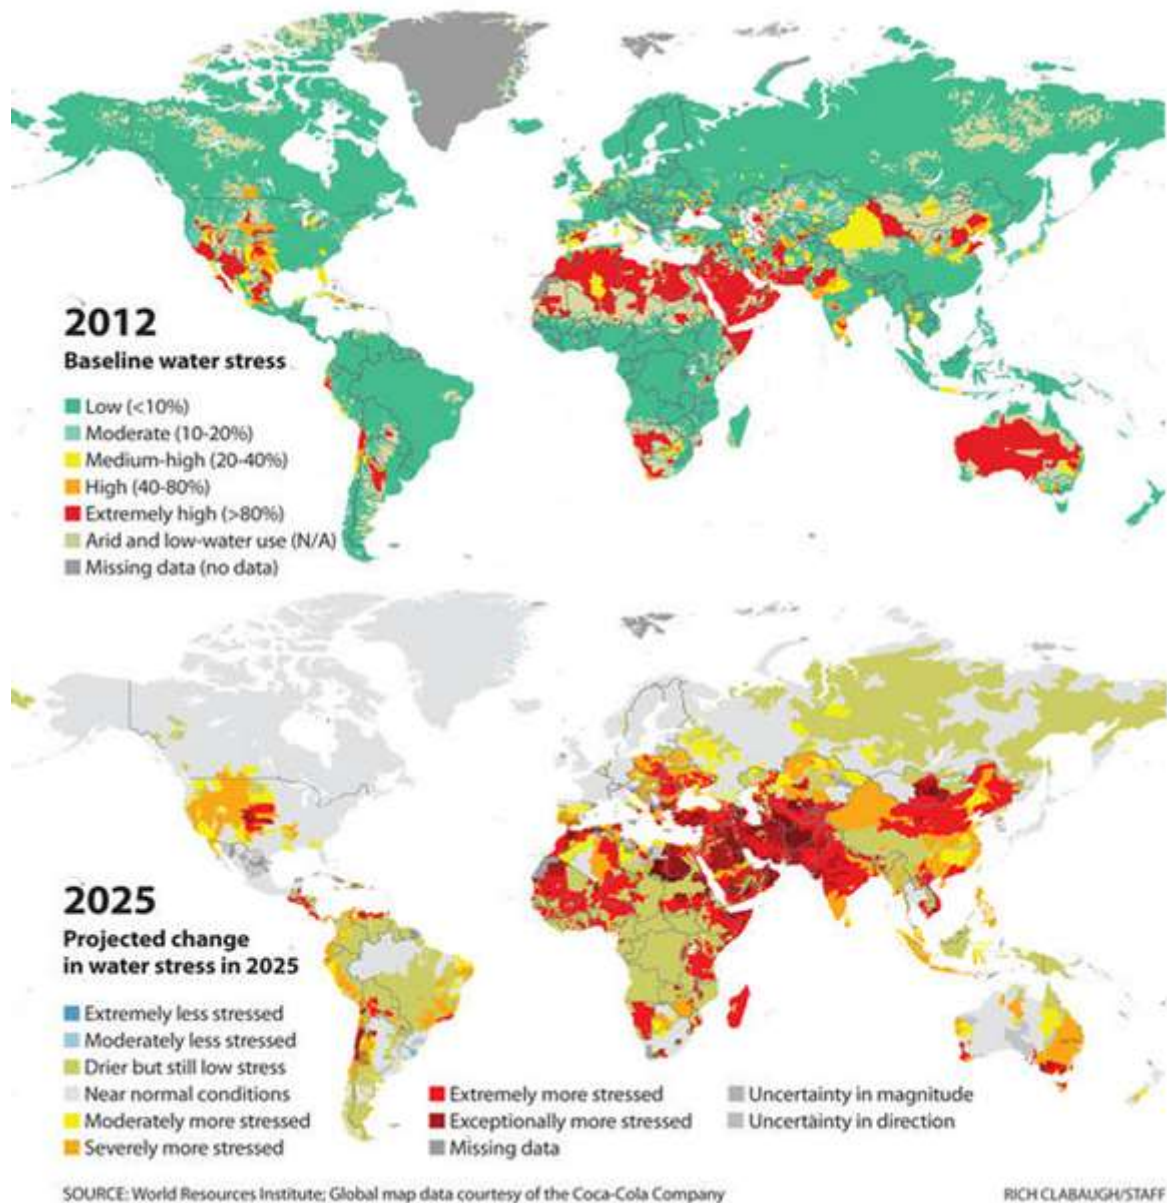 2012
Baseline water stress
Low (<10%)
Moderate (10-20%)
Medium-high (20-40%)
High (40-80%)
Extremely high (>80%)
Arid and low-water use (N/A)
Missing data (no data)
2025
Projected change
in water stress in 2025
Extremely less stressed
Moderately less stressed
Drier but still low stress
Near normal conditions
Moderately more stressed
Severely more stressed
Extremely more stressed
Exceptionally more stressed
Missing data
Uncertainty in magnitude
Uncertainty in direction
SOURCE: World Resources Institute; Global map data courtesy of the Coca-Cola Company
RICH CLABAUGH/STAFF